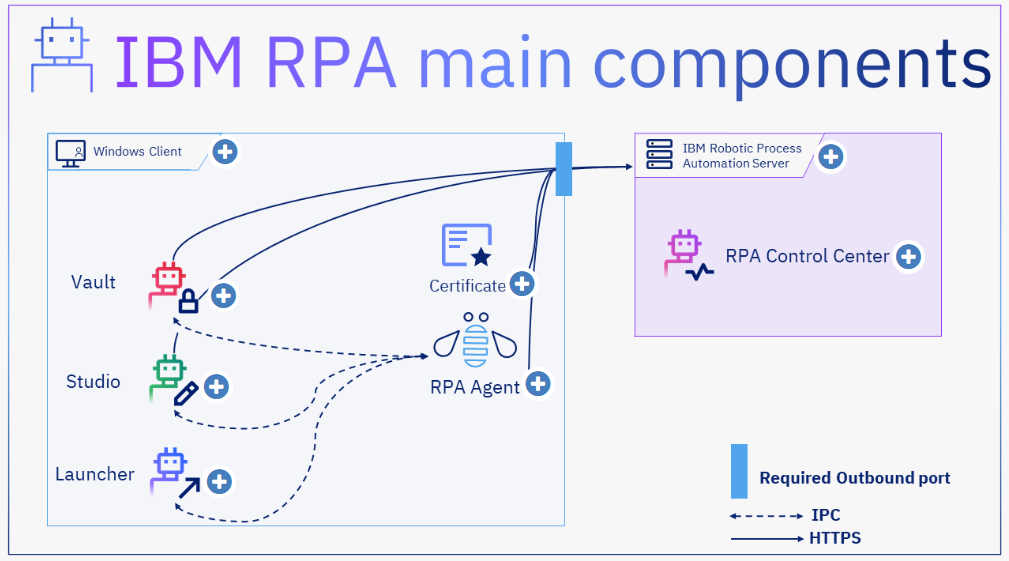 IBM RPA main components
Windows Client
IBM Robotic Process
Automation Server
RPA Control Center
Vault
Certificate
Studio
RPA Agent
Launcher
Required Outbound port
IPC
HTTPS